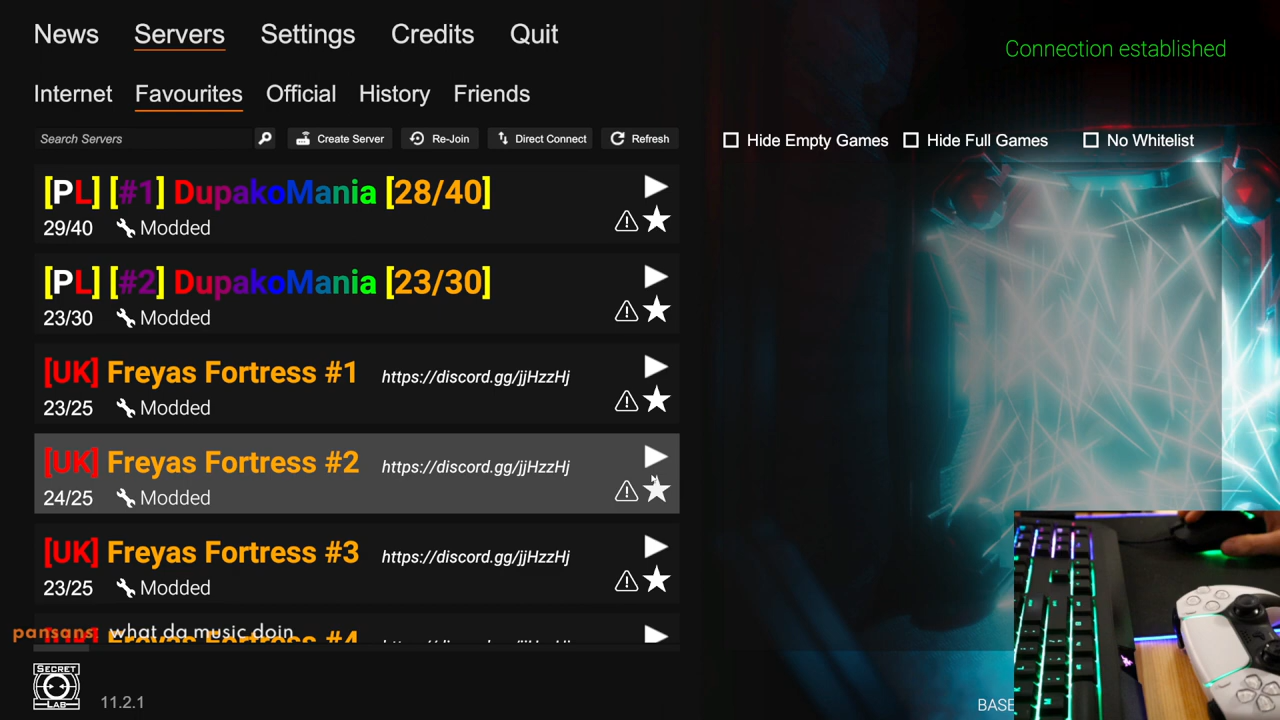 News Servers Settings Credits Quit
Connection established
Internet Favourites Official History Friends
Search Servers Create Server Re-Join Direct Connect Refresh
Hide Empty Games Hide Full Games No Whitelist
[PL] [#1] DupakoMania [28/40]
29/40 Modded
[PL] [#2] DupakoMania [23/30]
23/30 Modded
[UK] Freyas Fortress #1 https://discord.gg/jjHzzHj
23/25 Modded
[UK] Freyas Fortress #2 https://discord.gg/jjHzzHj
24/25 Modded
[UK] Freyas Fortress #3 https://discord.gg/jjHzzHj
23/25 Modded
pansans: what da music doin
Freyas Fortress #4
SECRET
LAB
11.2.1
BASE